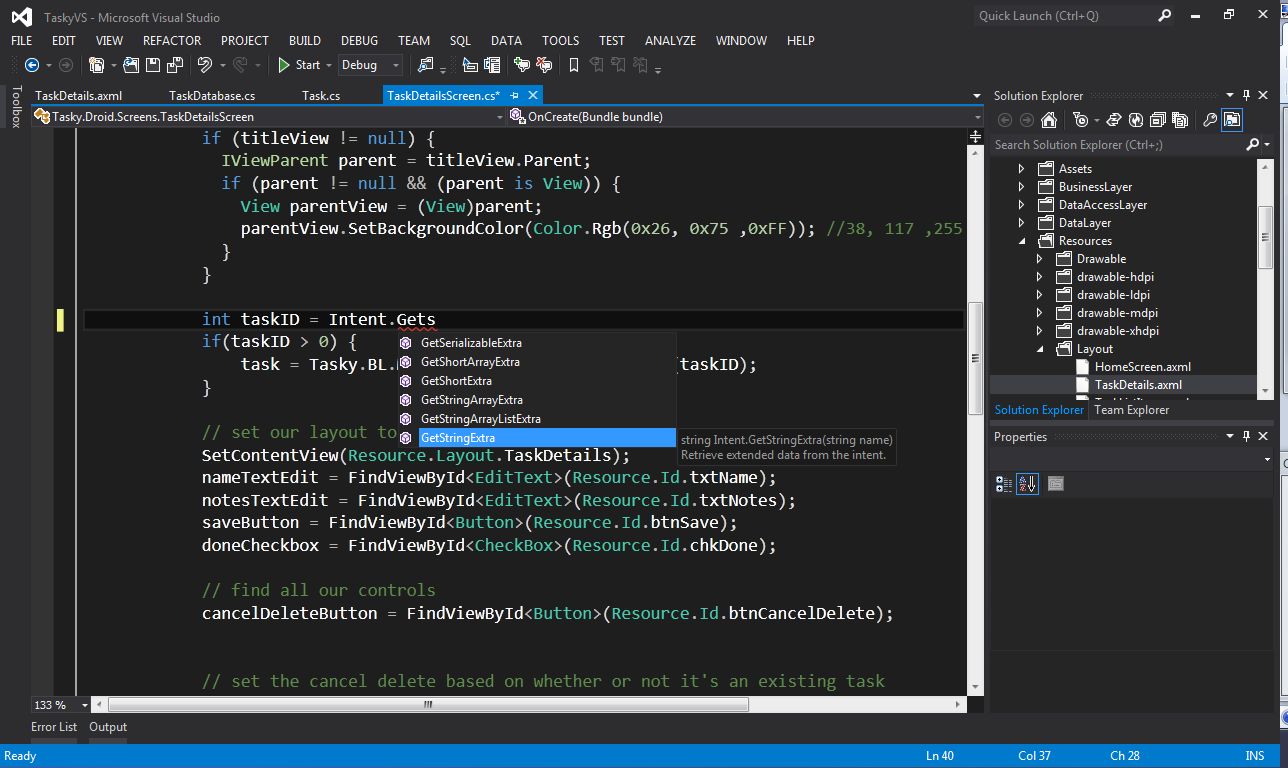 TaskyVS - Microsoft Visual Studio
Quick Launch (Ctrl+Q)
FILE EDIT VIEW REFACTOR PROJECT BUILD DEBUG TEAM SQL DATA TOOLS TEST ANALYZE WINDOW HELP
Start Debug
Toolbox
TaskDetails.axml TaskDatabase.cs Task.cs TaskDetailsScreen.cs*
Tasky.Droid.Screens.TaskDetailsScreen OnCreate(Bundle bundle)
if (titleView != null) {
IViewParent parent = titleView.Parent;
if (parent != null && (parent is View)) {
View parentView = (View)parent;
parentView.SetBackgroundColor(Color.Rgb(0x26, 0x75 ,0xFF)); //38, 117 ,255
}
}
int taskID = Intent.Gets
if(taskID > 0) {
task = Tasky.BL. (taskID);
}
GetSerializableExtra
GetShortArrayExtra
GetShortExtra
GetStringArrayExtra
GetStringArrayListExtra
GetStringExtra
string Intent.GetStringExtra(string name)
Retrieve extended data from the intent.
// set our layout to
SetContentView(Resource.Layout.TaskDetails);
nameTextEdit = FindViewById<EditText>(Resource.Id.txtName);
notesTextEdit = FindViewById<EditText>(Resource.Id.txtNotes);
saveButton = FindViewById<Button>(Resource.Id.btnSave);
doneCheckbox = FindViewById<CheckBox>(Resource.Id.chkDone);
// find all our controls
cancelDeleteButton = FindViewById<Button>(Resource.Id.btnCancelDelete);
// set the cancel delete based on whether or not it's an existing task
133 %
Error List Output
Solution Explorer
Search Solution Explorer (Ctrl+;)
Assets
BusinessLayer
DataAccessLayer
DataLayer
Resources
Drawable
drawable-hdpi
drawable-ldpi
drawable-mdpi
drawable-xhdpi
Layout
HomeScreen.axml
TaskDetails.axml
Solution Explorer Team Explorer
Properties
Ready Ln 40 Col 37 Ch 28 INS